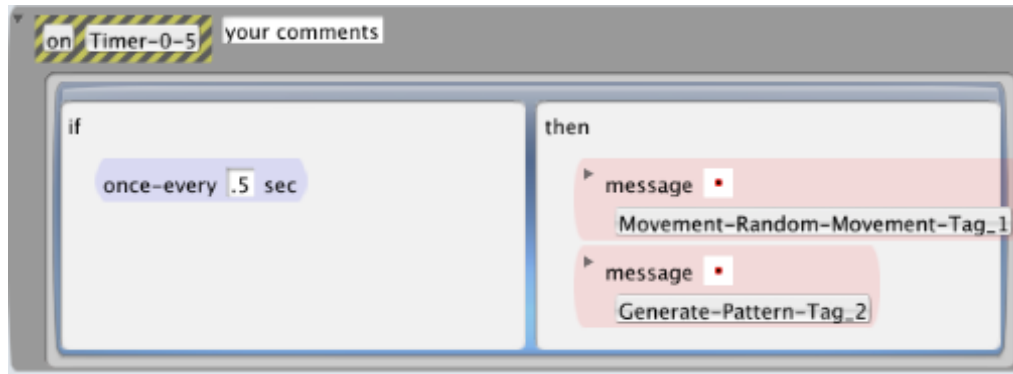 on Timer-0-5 your comments
if
once-every .5 sec
then
message
Movement-Random-Movement-Tag_1
message
Generate-Pattern-Tag_2